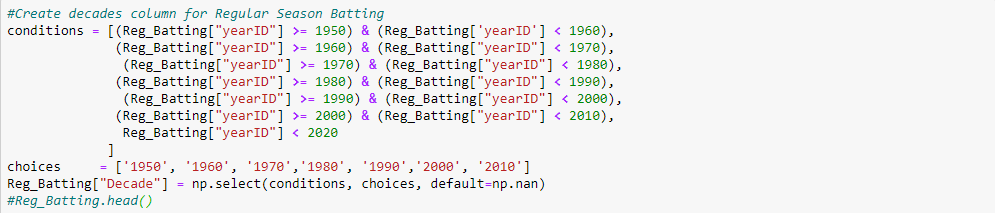 #Create decades column for Regular Season Batting
conditions = [(Reg_Batting["yearID"] >= 1950) & (Reg_Batting['yearID'] < 1960),
              (Reg_Batting["yearID"] >= 1960) & (Reg_Batting["yearID"] < 1970),
               (Reg_Batting["yearID"] >= 1970) & (Reg_Batting["yearID"] < 1980),
              (Reg_Batting["yearID"] >= 1980) & (Reg_Batting["yearID"] < 1990),
               (Reg_Batting["yearID"] >= 1990) & (Reg_Batting["yearID"] < 2000),
              (Reg_Batting["yearID"] >= 2000) & (Reg_Batting["yearID"] < 2010),
               Reg_Batting["yearID"] < 2020
             ]
choices     = ['1950', '1960', '1970','1980', '1990','2000', '2010']
Reg_Batting["Decade"] = np.select(conditions, choices, default=np.nan)
#Reg_Batting.head()